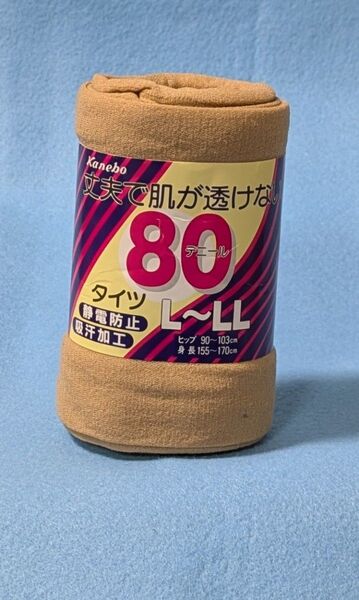 Kanebo
丈夫で肌が透けない
80
デニール
タイツ
静電防止
吸汗加工
L〜LL
ヒップ 90〜103cm
身長 155〜170cm